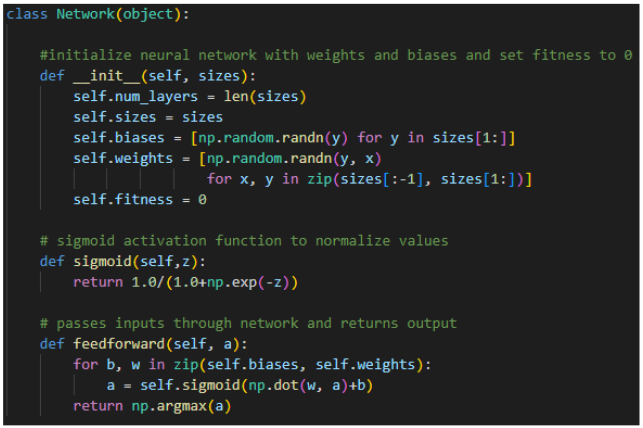 class Network(object):
#initialize neural network with weights and biases and set fitness to 0
def __init__(self, sizes):
self.num_layers = len(sizes)
self.sizes = sizes
self.biases = [np.random.randn(y) for y in sizes[1:]]
self.weights = [np.random.randn(y, x)
for x, y in zip(sizes[:-1], sizes[1:])]
self.fitness = 0
# sigmoid activation function to normalize values
def sigmoid(self,z):
return 1.0/(1.0+np.exp(-z))
# passes inputs through network and returns output
def feedforward(self, a):
for b, w in zip(self.biases, self.weights):
a = self.sigmoid(np.dot(w, a)+b)
return np.argmax(a)